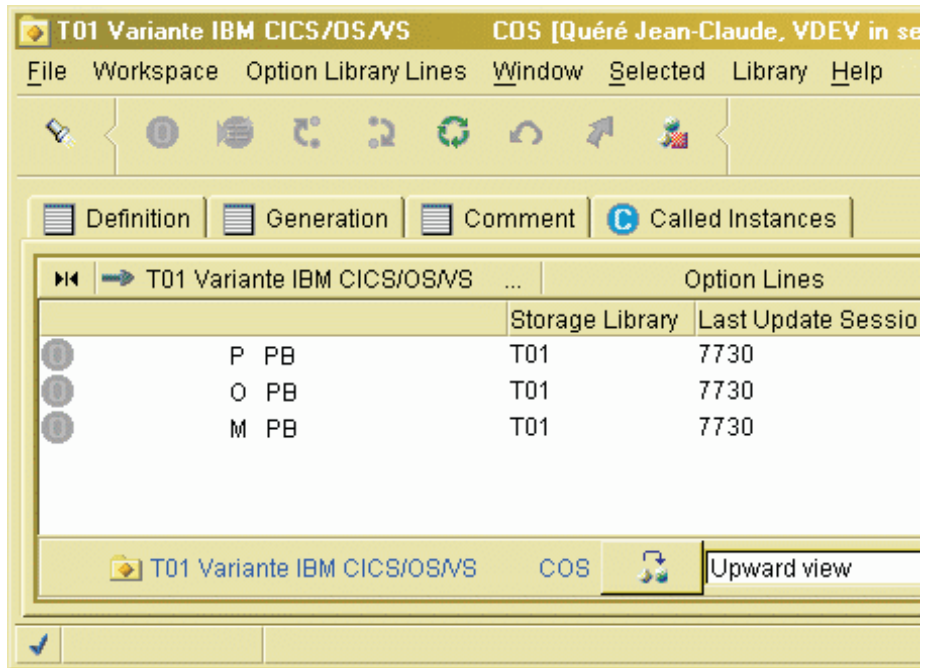 T01 Variante IBM CICS/OS/VS COS [Quéré Jean-Claude, VDEV in se
File Workspace Option Library Lines Window Selected Library Help
Definition Generation Comment C Called Instances
T01 Variante IBM CICS/OS/VS ... Option Lines
Storage Library Last Update Sessio
P PB T01 7730
O PB T01 7730
M PB T01 7730
T01 Variante IBM CICS/OS/VS COS Upward view